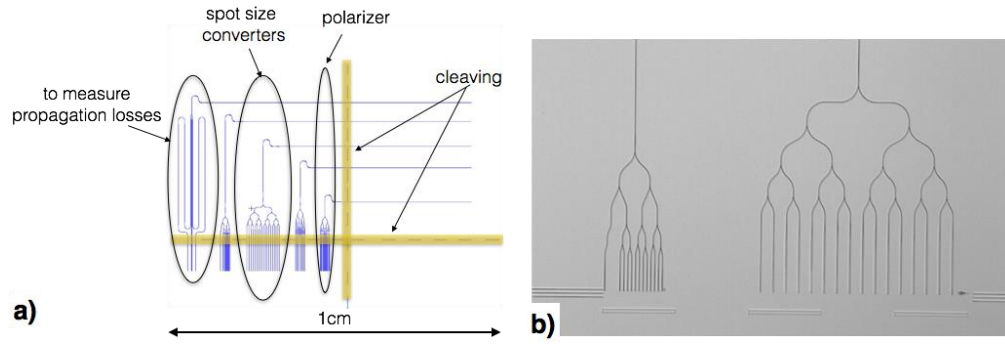 spot size
converters
polarizer
cleaving
to measure
propagation losses
a)
1cm
b)